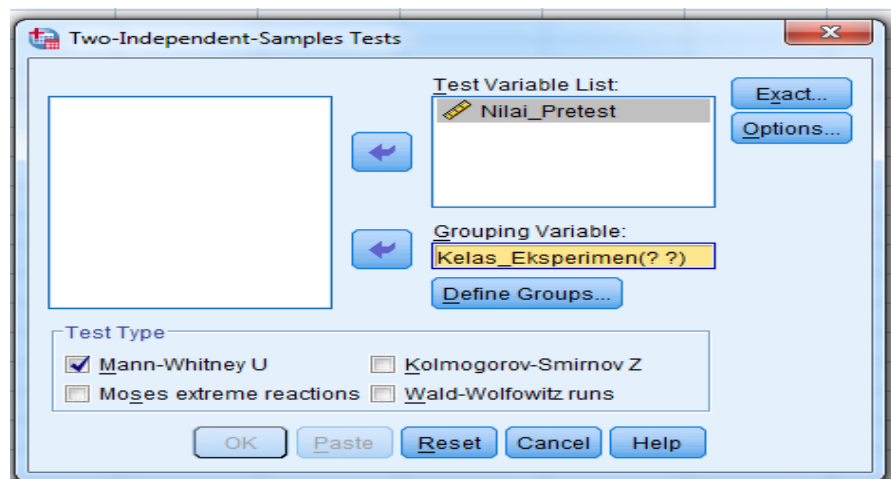 Two-Independent-Samples Tests
Test Variable List:
Nilai_Pretest
Exact...
Options...
Grouping Variable:
Kelas_Eksperimen(? ?)
Define Groups...
Test Type
Mann-Whitney U
Kolmogorov-Smirnov Z
Moses extreme reactions
Wald-Wolfowitz runs
OK
Paste
Reset
Cancel
Help